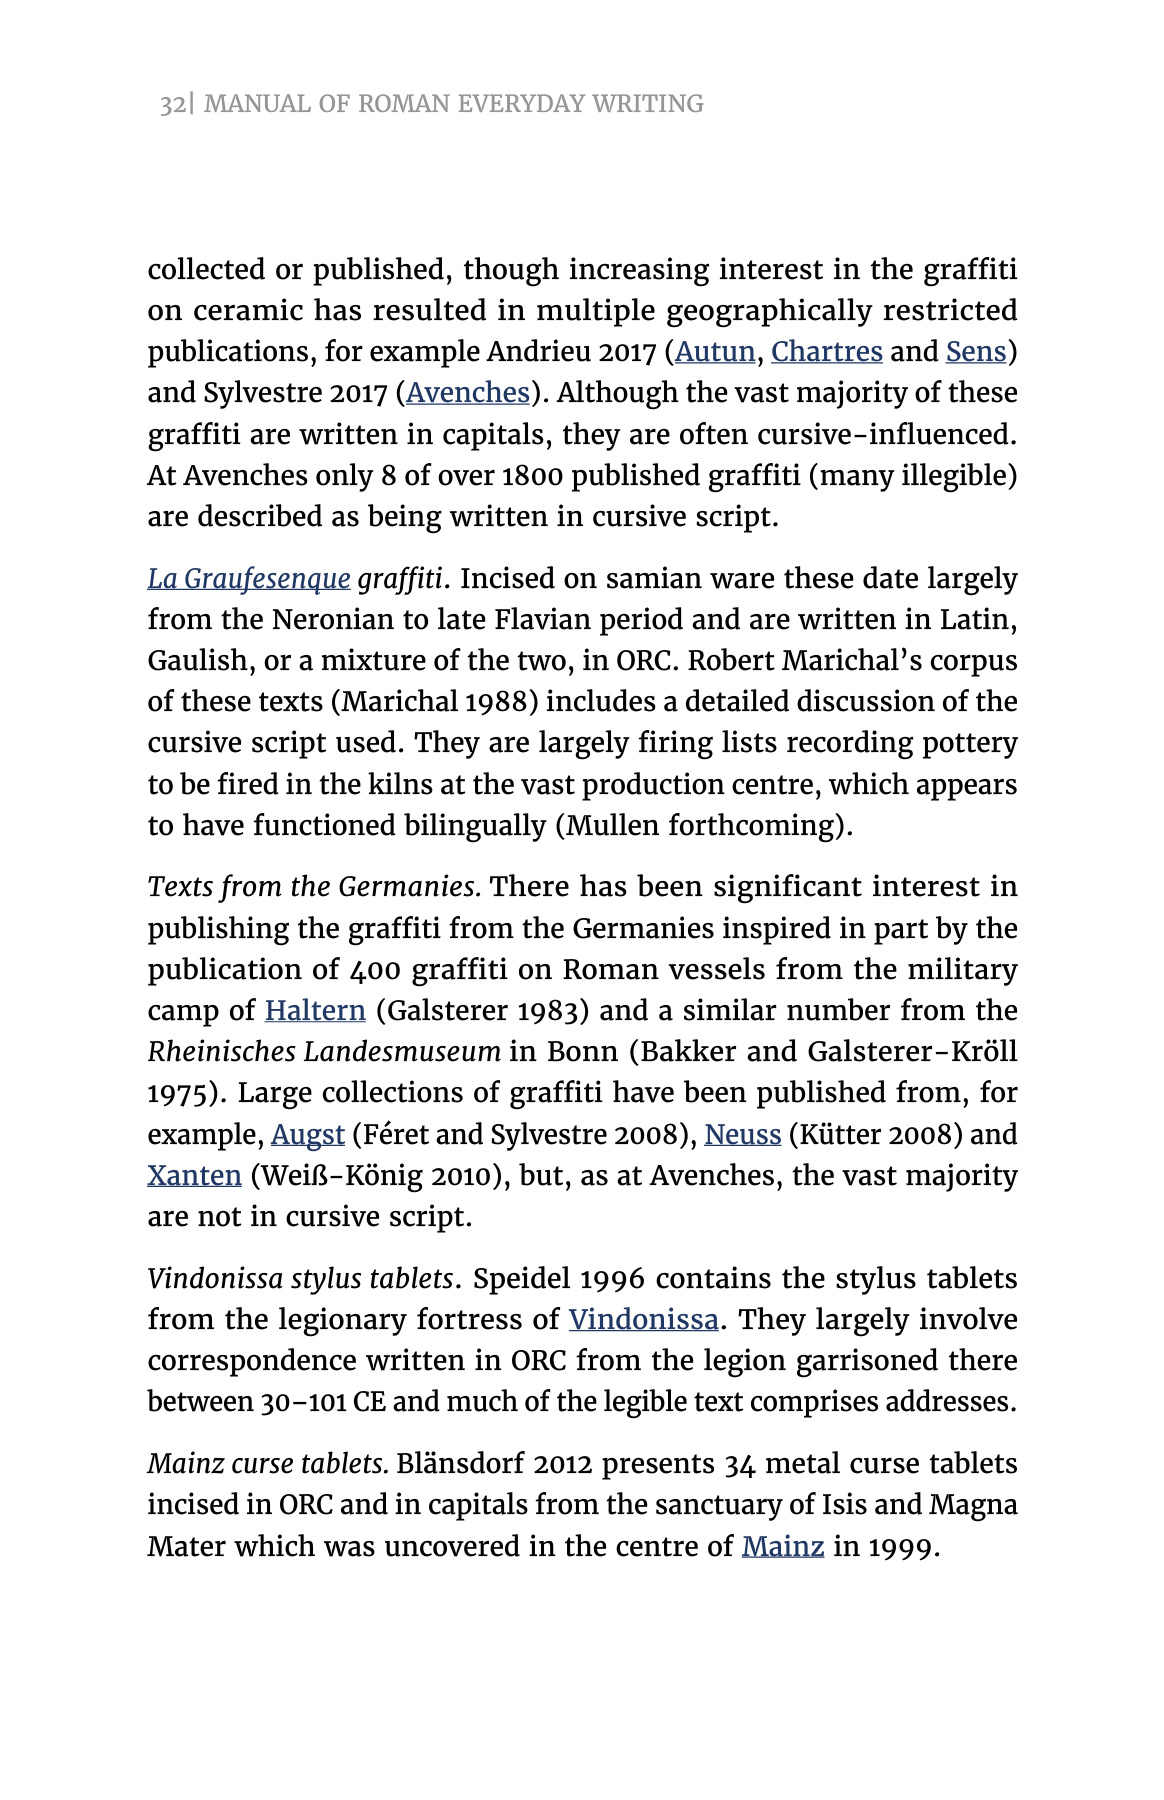 32| MANUAL OF ROMAN EVERYDAY WRITING
collected or published, though increasing interest in the graffiti
on ceramic has resulted in multiple geographically restricted
publications, for example Andrieu 2017 (Autun, Chartres and Sens)
and Sylvestre 2017 (Avenches). Although the vast majority of these
graffiti are written in capitals, they are often cursive-influenced.
At Avenches only 8 of over 1800 published graffiti (many illegible)
are described as being written in cursive script.
La Graufesenque graffiti. Incised on samian ware these date largely
from the Neronian to late Flavian period and are written in Latin,
Gaulish, or a mixture of the two, in ORC. Robert Marichal’s corpus
of these texts (Marichal 1988) includes a detailed discussion of the
cursive script used. They are largely firing lists recording pottery
to be fired in the kilns at the vast production centre, which appears
to have functioned bilingually (Mullen forthcoming).
Texts from the Germanies. There has been significant interest in
publishing the graffiti from the Germanies inspired in part by the
publication of 400 graffiti on Roman vessels from the military
camp of Haltern (Galsterer 1983) and a similar number from the
Rheinisches Landesmuseum in Bonn (Bakker and Galsterer-Kröll
1975). Large collections of graffiti have been published from, for
example, Augst (Féret and Sylvestre 2008), Neuss (Kütter 2008) and
Xanten (Weiß-König 2010), but, as at Avenches, the vast majority
are not in cursive script.
Vindonissa stylus tablets. Speidel 1996 contains the stylus tablets
from the legionary fortress of Vindonissa. They largely involve
correspondence written in ORC from the legion garrisoned there
between 30–101 CE and much of the legible text comprises addresses.
Mainz curse tablets. Blänsdorf 2012 presents 34 metal curse tablets
incised in ORC and in capitals from the sanctuary of Isis and Magna
Mater which was uncovered in the centre of Mainz in 1999.